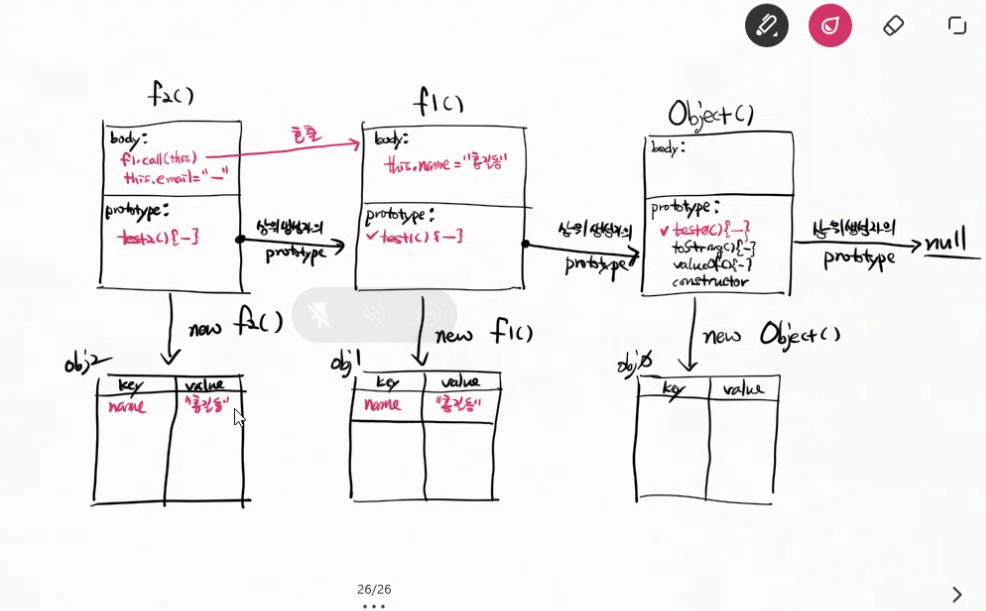 f2()
body:
f1.call(this)
this.email="—"
prototype:
test2(){—}
호출
상위생성자의
prototype
f1()
body:
this.name="홍길동"
prototype:
✓test1(){—}
상위생성자의
prototype
Object()
body:
prototype:
✓test0(){—}
toString(){—}
valueOf(){—}
constructor
상위생성자의
prototype
null
new f2()
new f1()
new Object()
obj2
key value
name "홍길동"
obj1
key value
name "홍길동"
obj0
key value
26/26